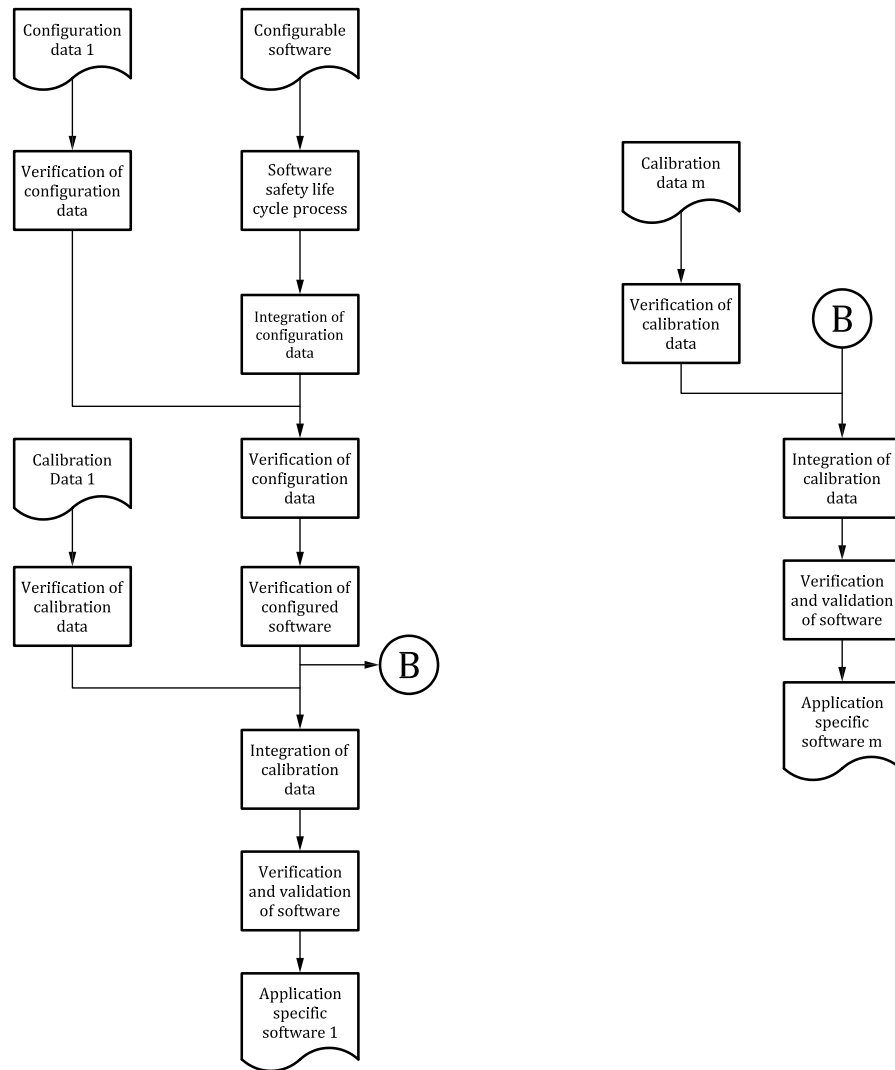 Configuration
data 1
Configurable
software
Verification of
configuration
data
Software
safety life
cycle process
Integration of
configuration
data
Calibration
Data 1
Verification of
configuration
data
Verification of
calibration
data
Verification of
configured
software
B
Integration of
calibration
data
Verification
and validation
of software
Application
specific
software 1
Calibration
data m
Verification of
calibration
data
B
Integration of
calibration
data
Verification
and validation
of software
Application
specific
software m